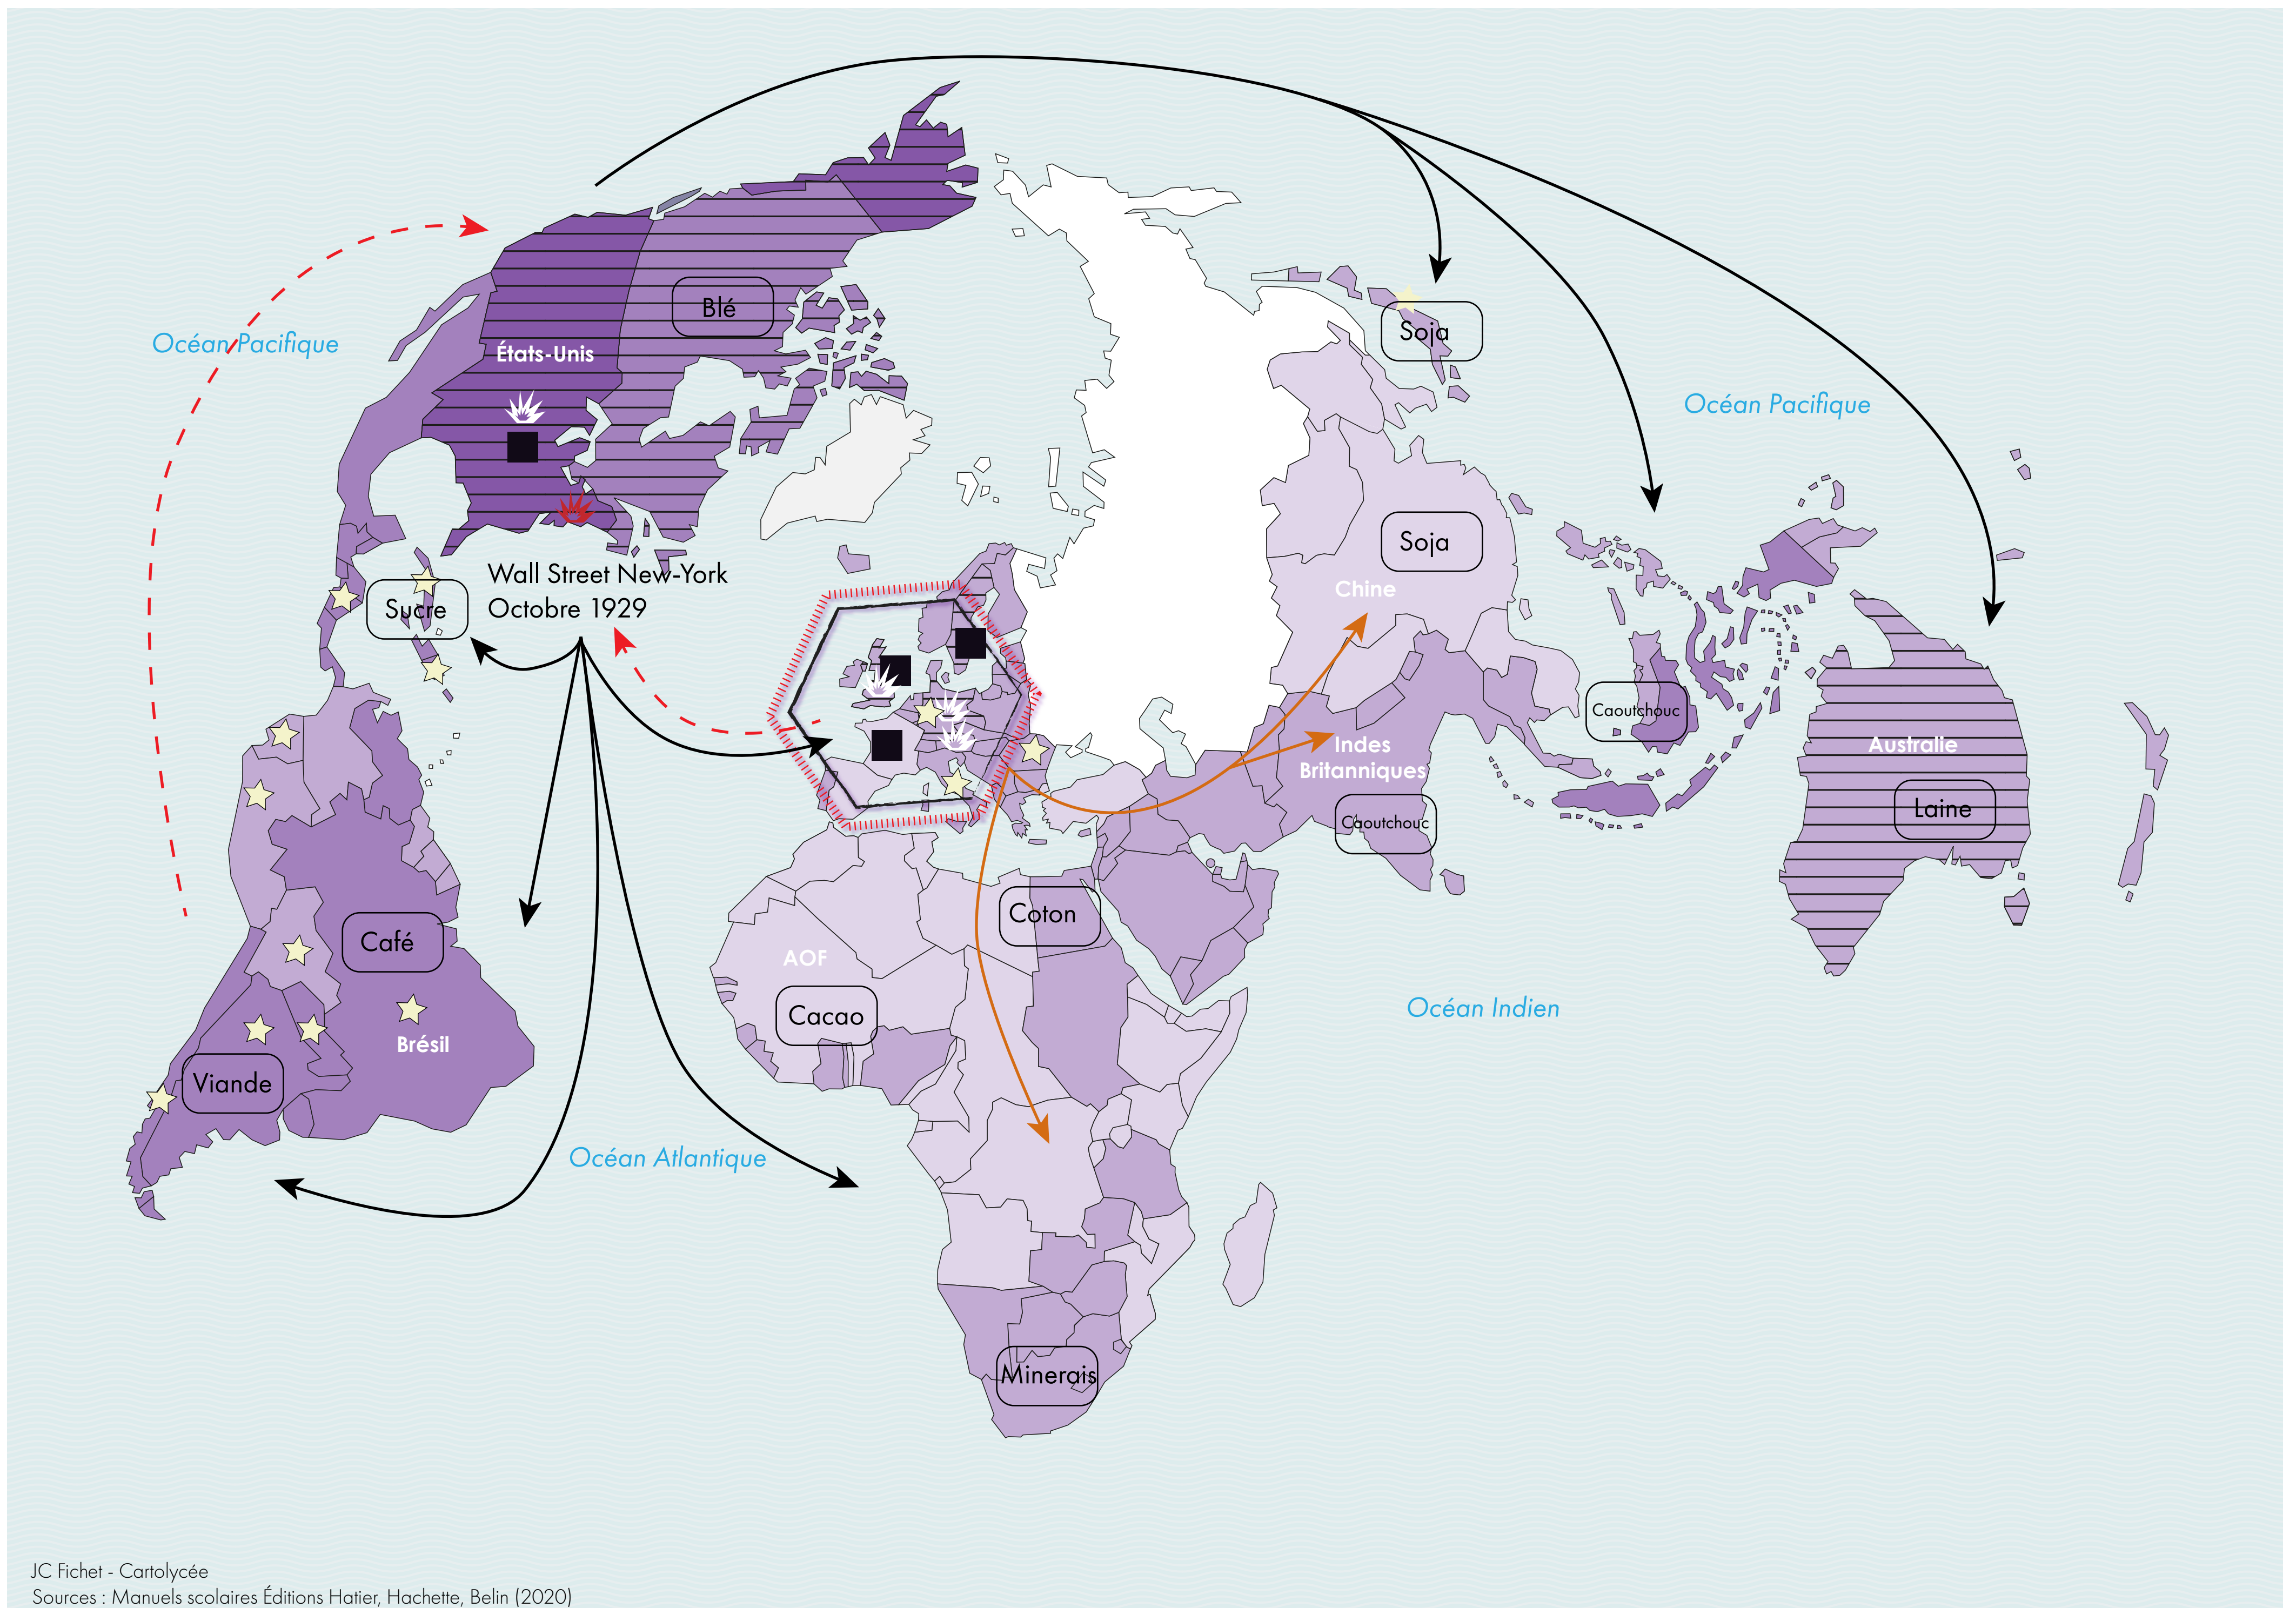 Blé
Océan Pacifique
Soja
États-Unis
Océan Pacifique
Soja
Wall Street New-York
Octobre 1929
Chine
Sucre
Caoutchouc
Indes
Britanniques
Australie
Laine
Caoutchouc
Coton
Café
AOF
Cacao
Océan Indien
Brésil
Viande
Océan Atlantique
Minerais
JC Fichet - Cartolycée
Sources : Manuels scolaires Éditions Hatier, Hachette, Belin (2020)